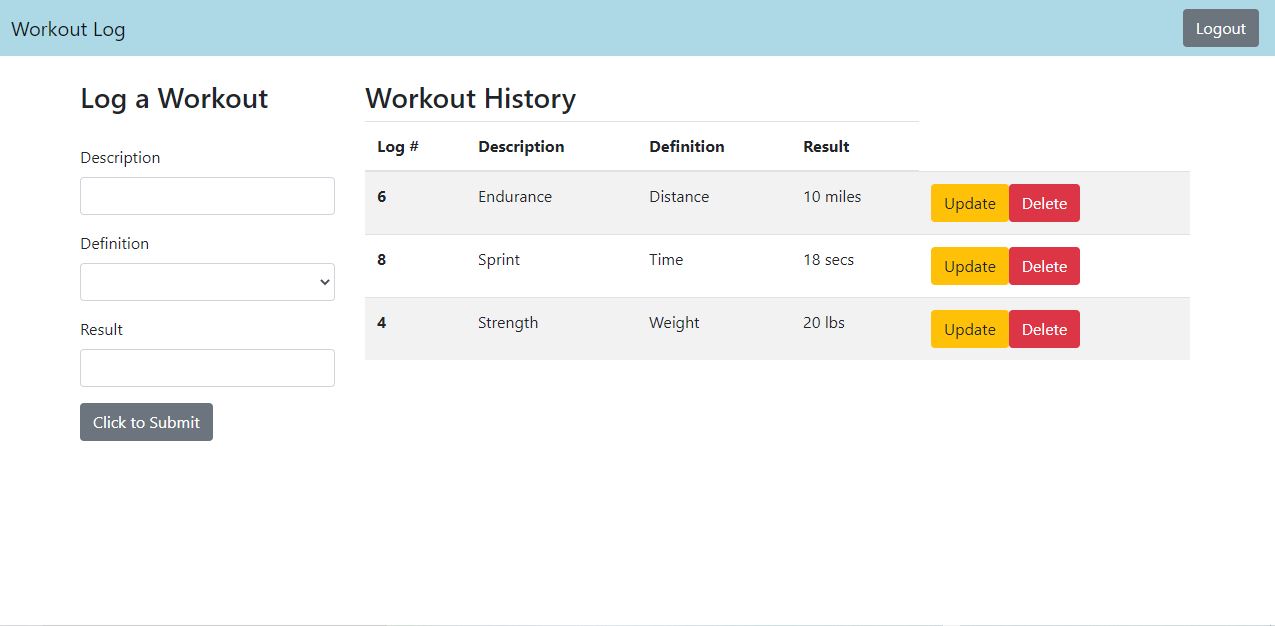 Workout Log
Logout
Log a Workout
Description
Definition
Result
Click to Submit
Workout History
Log # Description Definition Result
6 Endurance Distance 10 miles Update Delete
8 Sprint Time 18 secs Update Delete
4 Strength Weight 20 lbs Update Delete